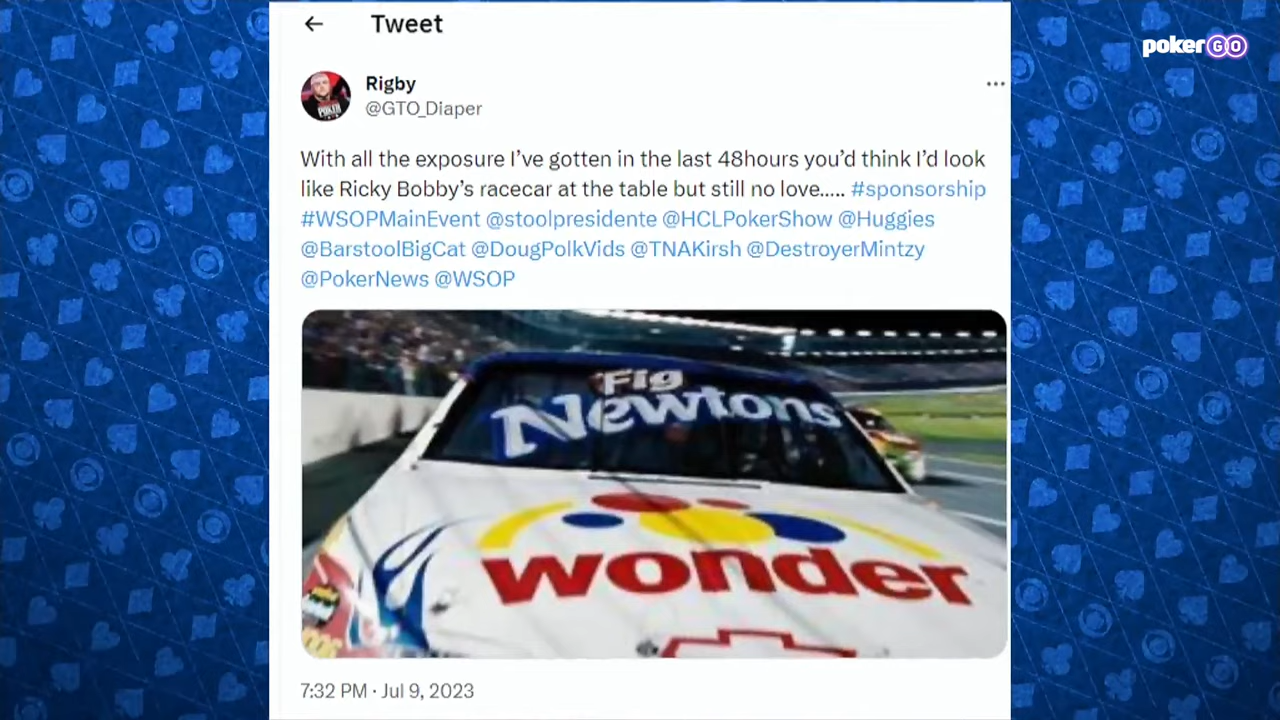 Tweet
pokerGO
Rigby
@GTO_Diaper
With all the exposure I’ve gotten in the last 48hours you’d think I’d look
like Ricky Bobby’s racecar at the table but still no love..... #sponsorship
#WSOPMainEvent @stoolpresidente @HCLPokerShow @Huggies
@BarstoolBigCat @DougPolkVids @TNAKirsh @DestroyerMintzy
@PokerNews @WSOP
Fig
Newtons
wonder
7:32 PM · Jul 9, 2023